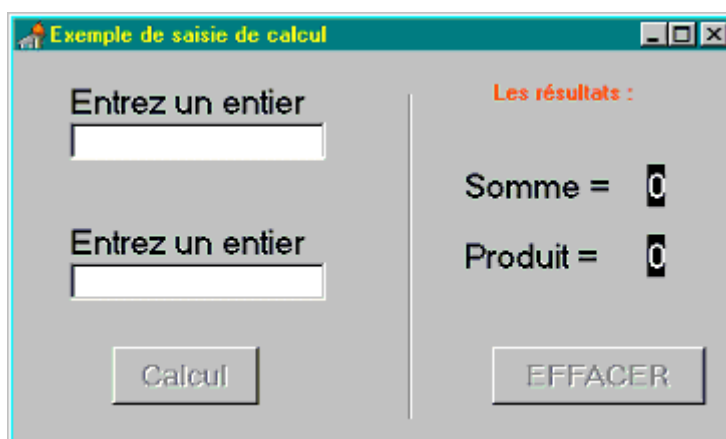 Exemple de saisie de calcul
Entrez un entier
Entrez un entier
Calcul
Les résultats :
Somme = 0
Produit = 0
EFFACER